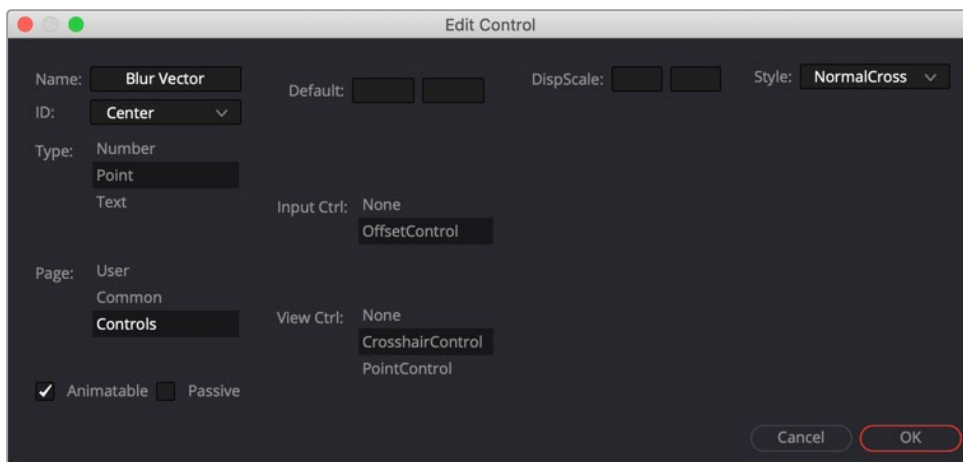 Edit Control
Name: Blur Vector
Default:
DispScale:
Style: NormalCross
ID: Center
Type: Number
Point
Text
Input Ctrl: None
OffsetControl
Page: User
Common
Controls
View Ctrl: None
CrosshairControl
PointControl
Animatable Passive
Cancel OK